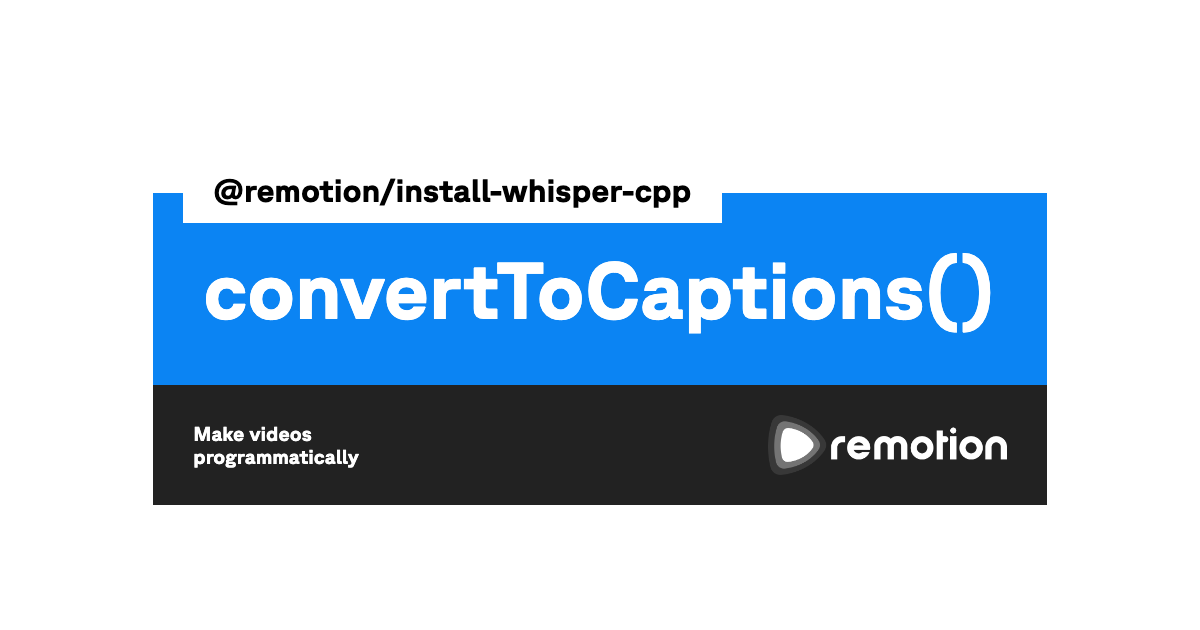 @remotion/install-whisper-cpp
convertToCaptions()
Make videos
programmatically
remotion